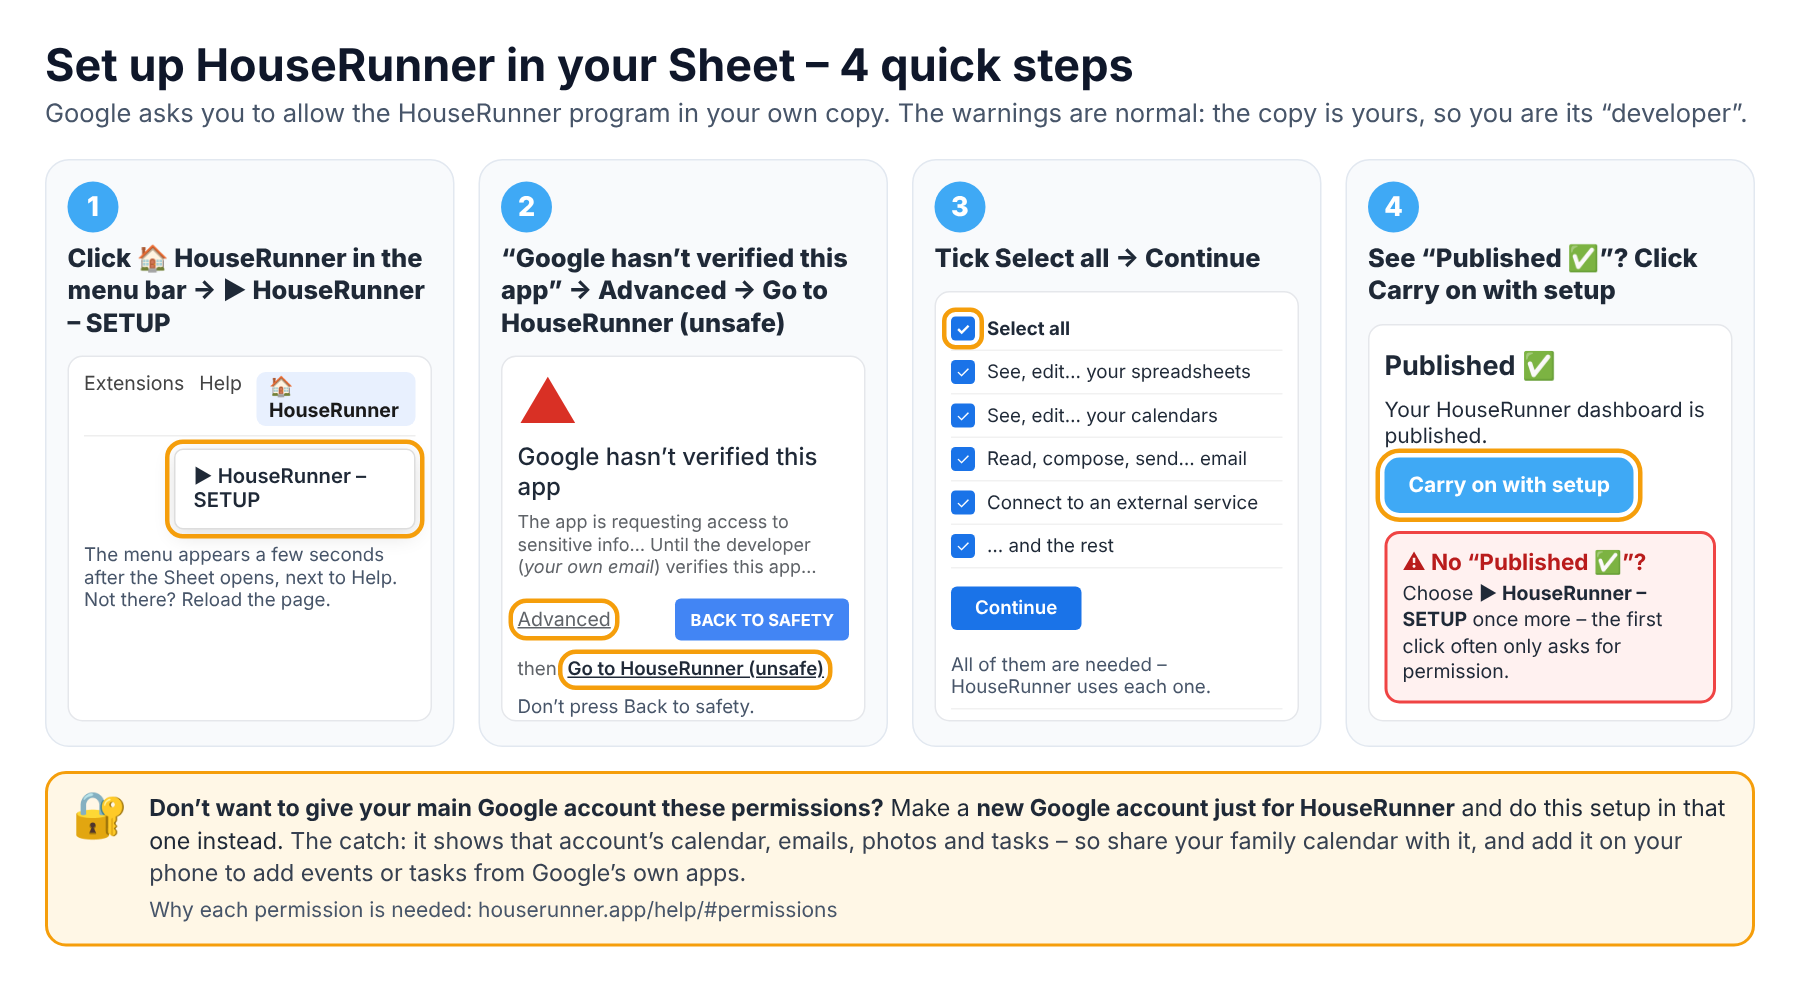 Set up HouseRunner in your Sheet – 4 quick steps
Google asks you to allow the HouseRunner program in your own copy. The warnings are normal: the copy is yours, so you are its “developer”.
1
Click 🏠 HouseRunner in the
menu bar → ▶ HouseRunner
– SETUP
Extensions Help 🏠
HouseRunner
▶ HouseRunner –
SETUP
The menu appears a few seconds
after the Sheet opens, next to Help.
Not there? Reload the page.
2
“Google hasn’t verified this
app” → Advanced → Go to
HouseRunner (unsafe)
Google hasn’t verified this
app
The app is requesting access to
sensitive info… Until the developer
(your own email) verifies this app…
Advanced BACK TO SAFETY
then Go to HouseRunner (unsafe)
Don’t press Back to safety.
3
Tick Select all → Continue
Select all
See, edit… your spreadsheets
See, edit… your calendars
Read, compose, send… email
Connect to an external service
… and the rest
Continue
All of them are needed –
HouseRunner uses each one.
4
See “Published ✅”? Click
Carry on with setup
Published ✅
Your HouseRunner dashboard is
published.
Carry on with setup
⚠ No “Published ✅”?
Choose ▶ HouseRunner –
SETUP once more – the first
click often only asks for
permission.
🔐 Don’t want to give your main Google account these permissions? Make a new Google account just for HouseRunner and do this setup in that
one instead. The catch: it shows that account’s calendar, emails, photos and tasks – so share your family calendar with it, and add it on your
phone to add events or tasks from Google’s own apps.
Why each permission is needed: houserunner.app/help/#permissions